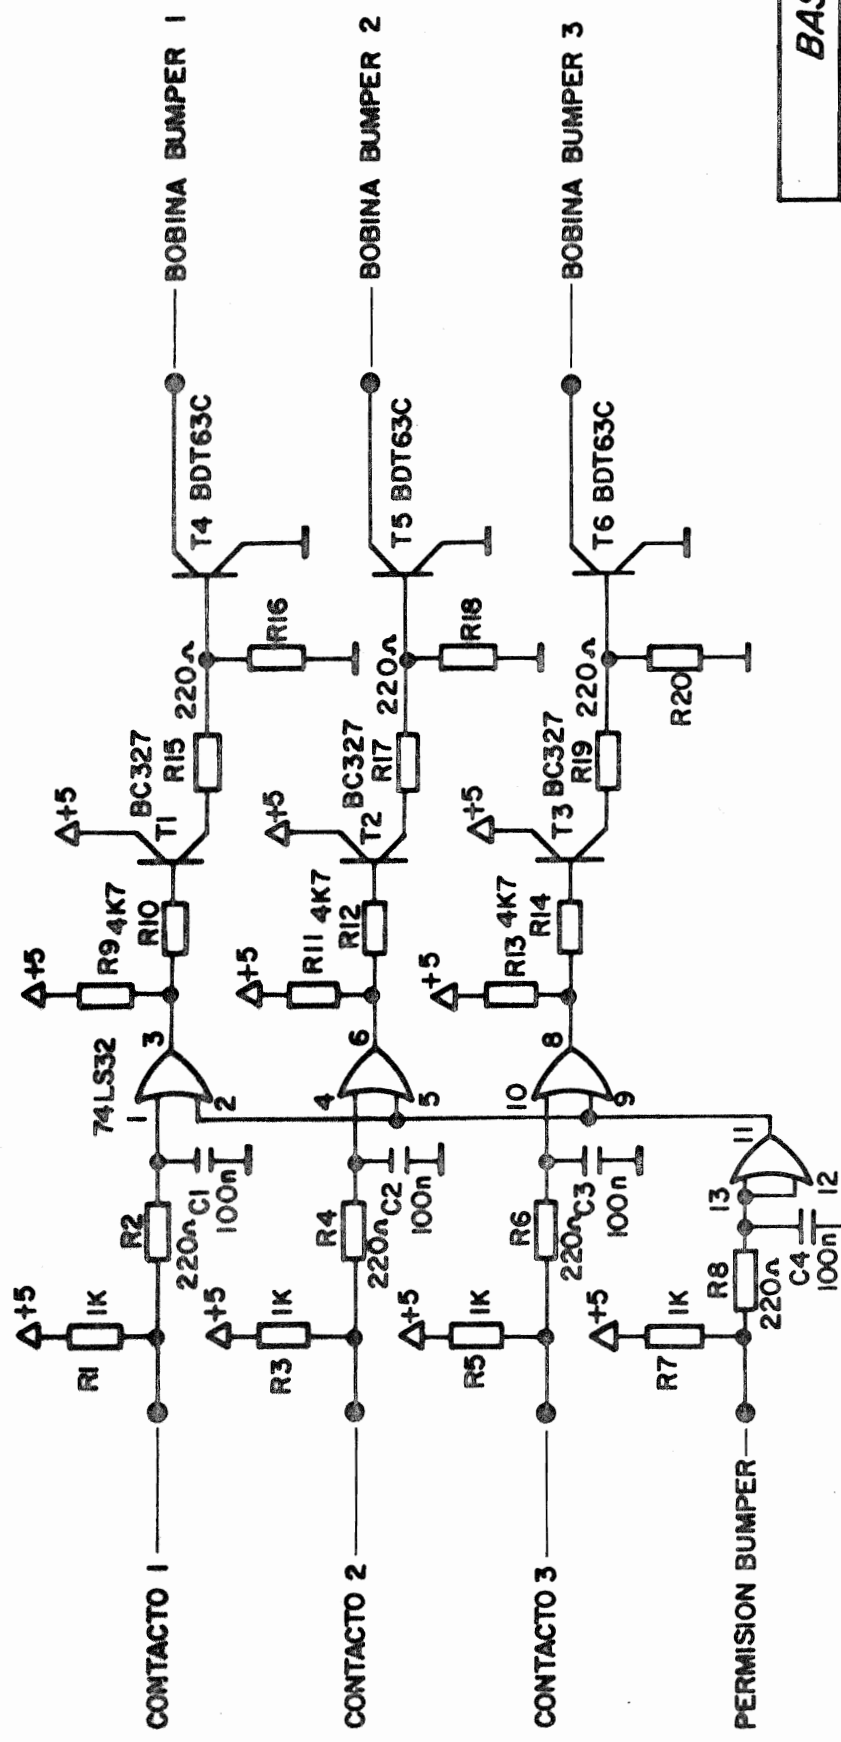 CONTACTO 1
+5
R1
1K
R2
220Ω
C1
100n
74LS32
1
2
3
+5
R9
4K7
R10
+5
T1
BC327
R15
220Ω
R16
T4 BDT63C
BOBINA BUMPER 1
CONTACTO 2
+5
R3
1K
R4
220Ω
C2
100n
4
5
6
+5
R11
4K7
R12
+5
T2
BC327
R17
220Ω
R18
T5 BDT63C
BOBINA BUMPER 2
CONTACTO 3
+5
R5
1K
R6
220Ω
C3
100n
10
9
8
+5
R13
4K7
R14
+5
T3
BC327
R19
220Ω
R20
T6 BDT63C
BOBINA BUMPER 3
PERMISION BUMPER
+5
R7
1K
R8
220Ω
C4
100n
13
12
11